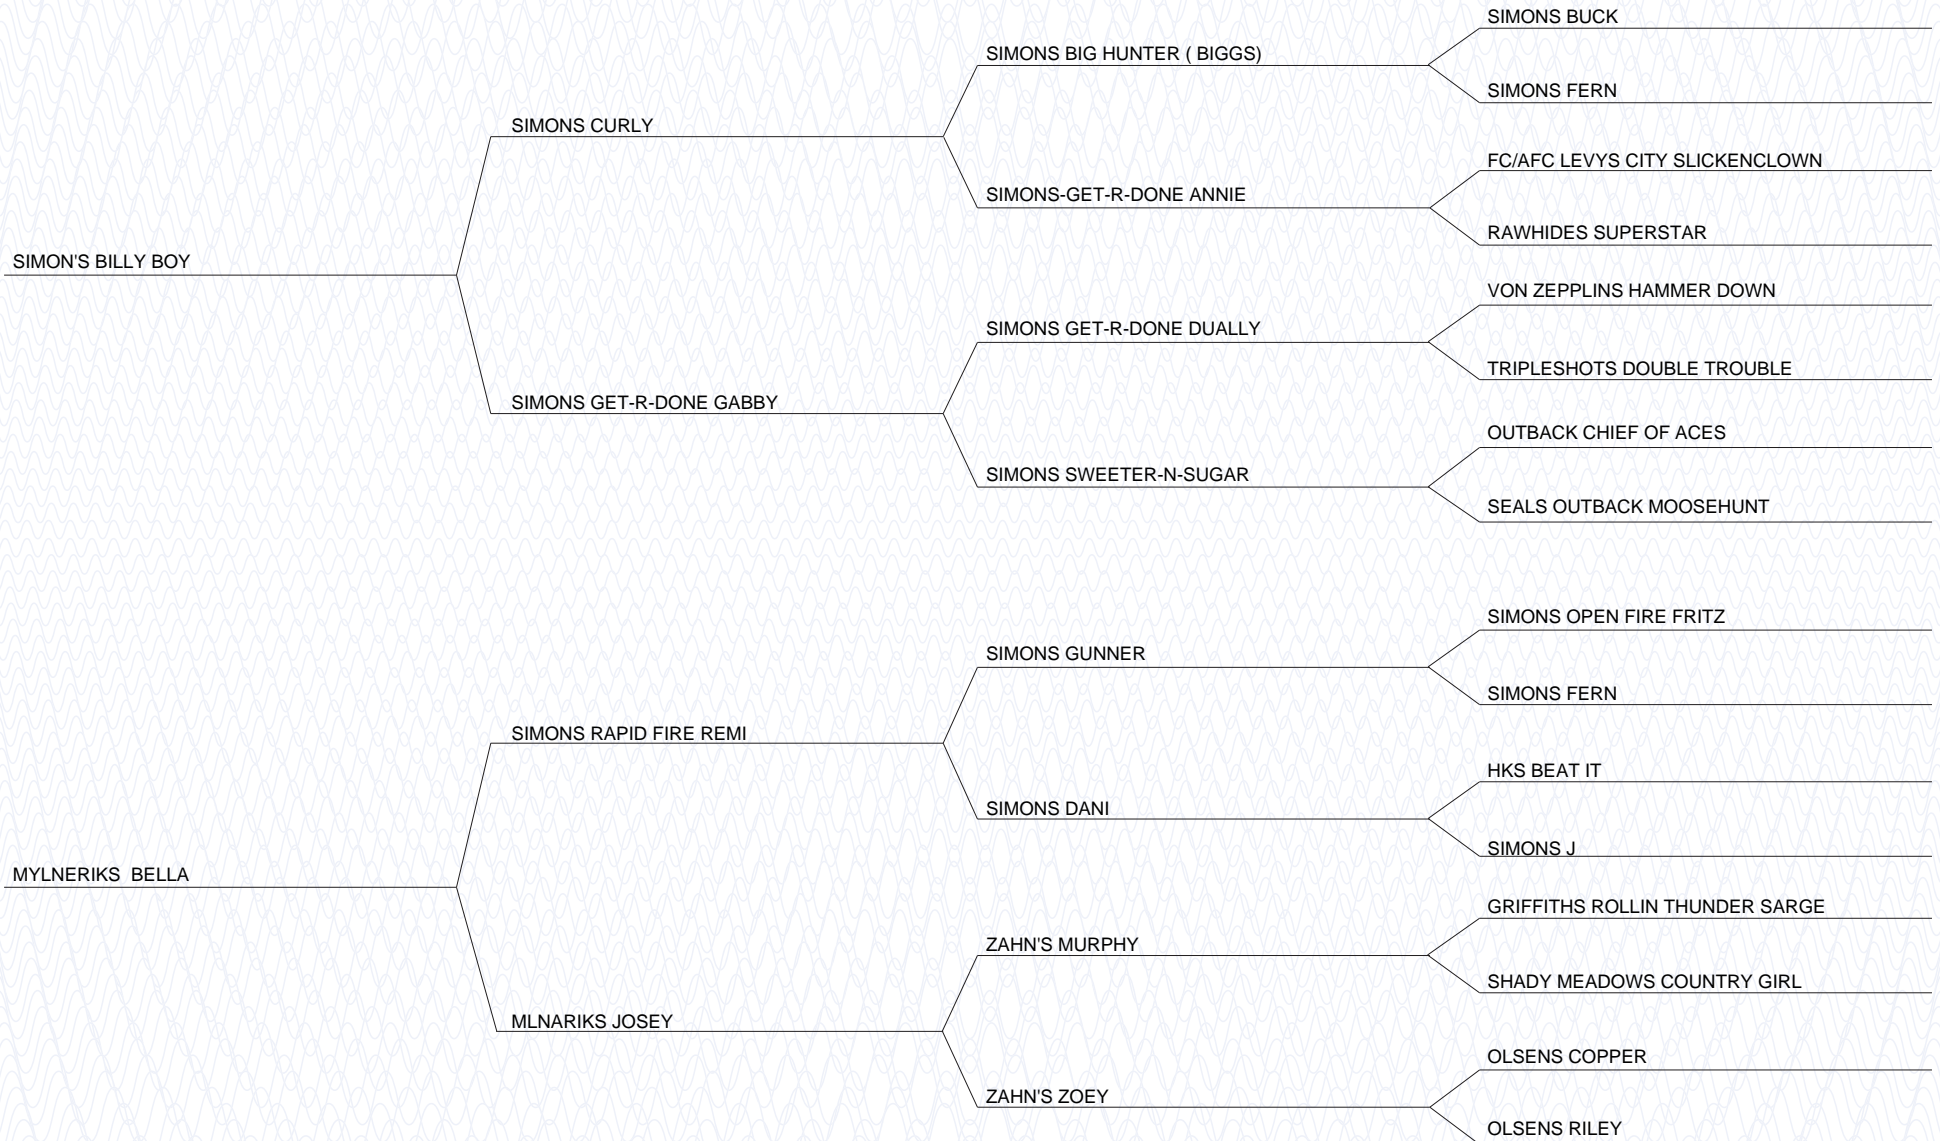 SIMONS BUCK
SIMONS BIG HUNTER ( BIGGS)
SIMONS FERN
SIMONS CURLY
FC/AFC LEVYS CITY SLICKENCLOWN
SIMONS-GET-R-DONE ANNIE
RAWHIDES SUPERSTAR
SIMON'S BILLY BOY
VON ZEPPLINS HAMMER DOWN
SIMONS GET-R-DONE DUALLY
TRIPLESHOTS DOUBLE TROUBLE
SIMONS GET-R-DONE GABBY
OUTBACK CHIEF OF ACES
SIMONS SWEETER-N-SUGAR
SEALS OUTBACK MOOSEHUNT
SIMONS OPEN FIRE FRITZ
SIMONS GUNNER
SIMONS FERN
SIMONS RAPID FIRE REMI
HKS BEAT IT
SIMONS DANI
SIMONS J
MYLNERIKS  BELLA
GRIFFITHS ROLLIN THUNDER SARGE
ZAHN'S MURPHY
SHADY MEADOWS COUNTRY GIRL
MLNARIKS JOSEY
OLSENS COPPER
ZAHN'S ZOEY
OLSENS RILEY